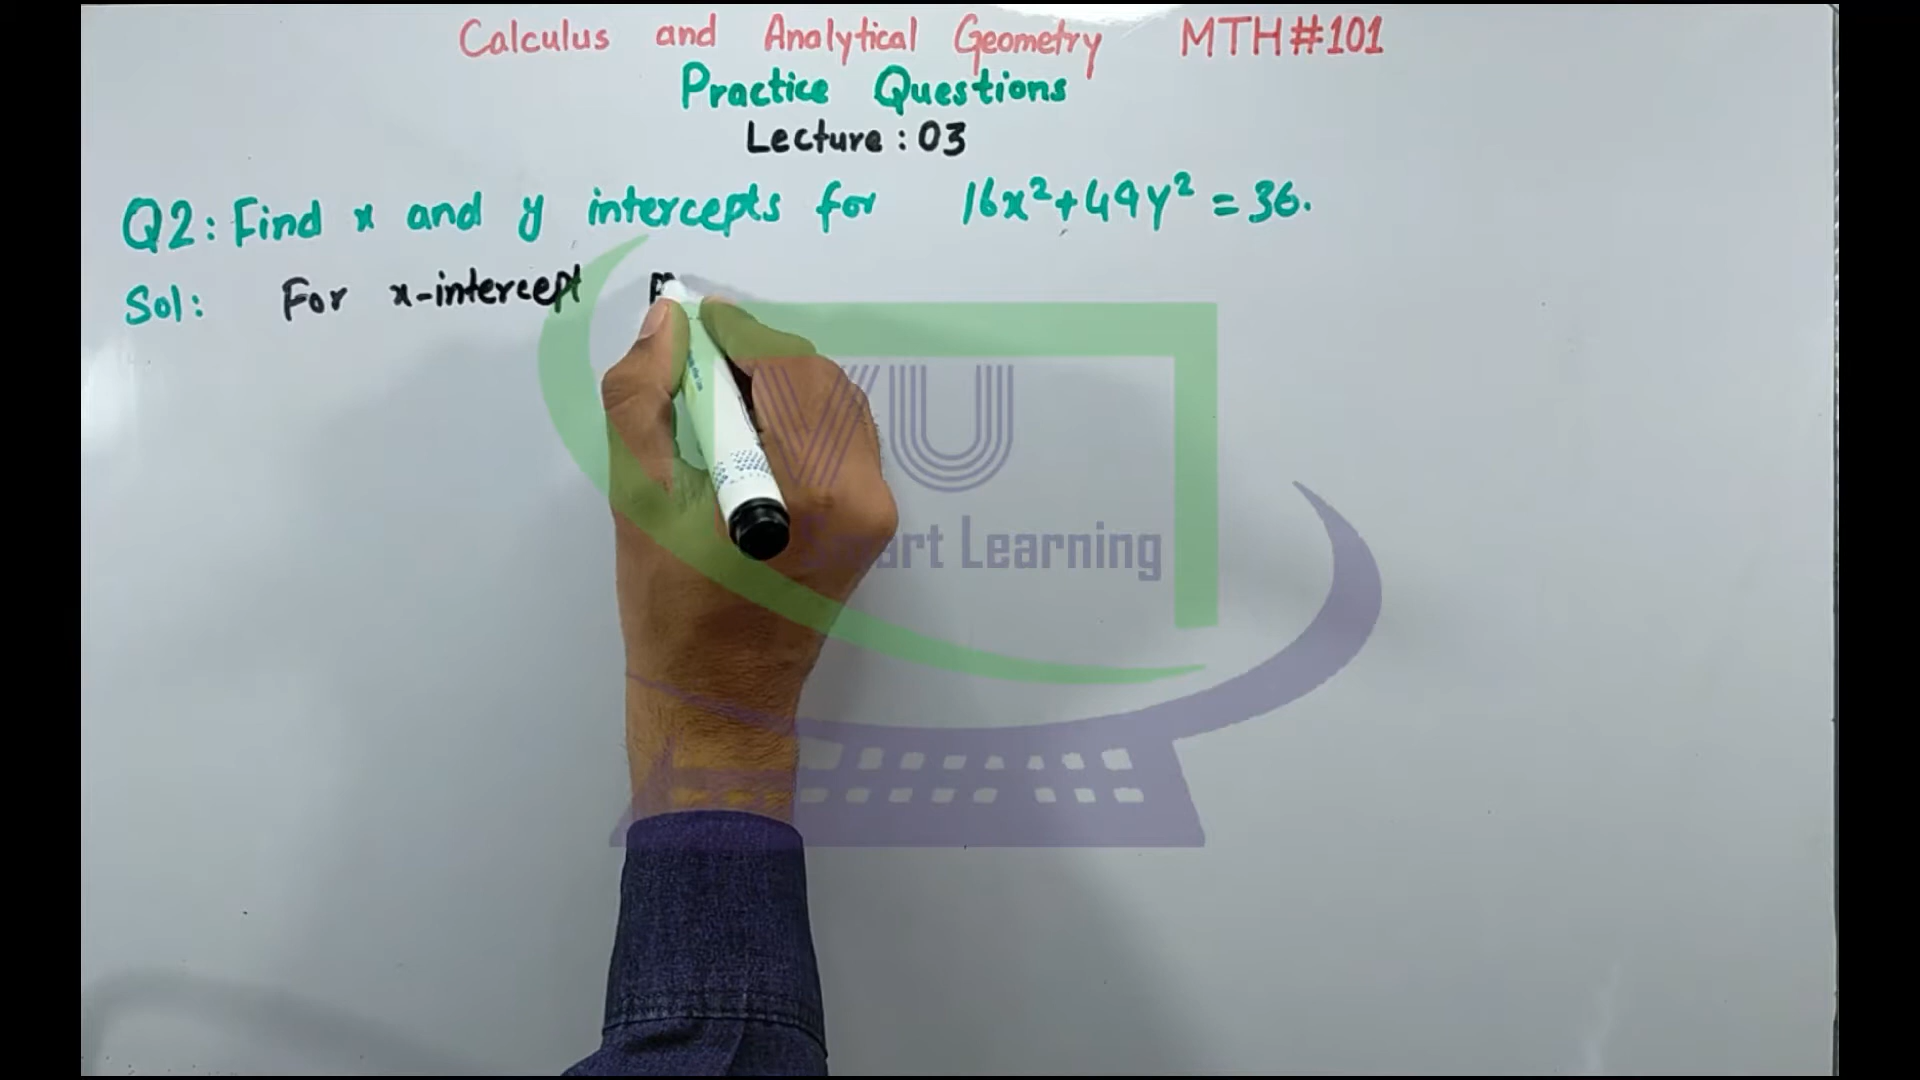 Calculus and Analytical Geometry MTH#101
Practice Questions
Lecture : 03
Q2: Find x and y intercepts for 16x²+49y² = 36.
Sol: For x-intercept
VU
Smart Learning